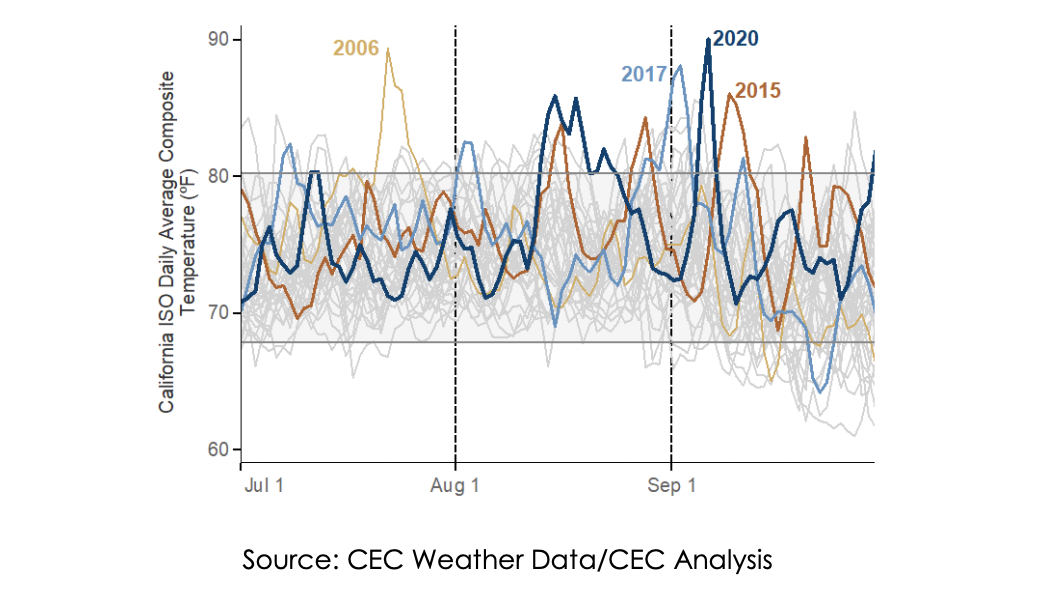 90
2006
2020
2017
2015
80
70
60
California ISO Daily Average Composite
Temperature (ºF)
Jul 1
Aug 1
Sep 1
Source: CEC Weather Data/CEC Analysis